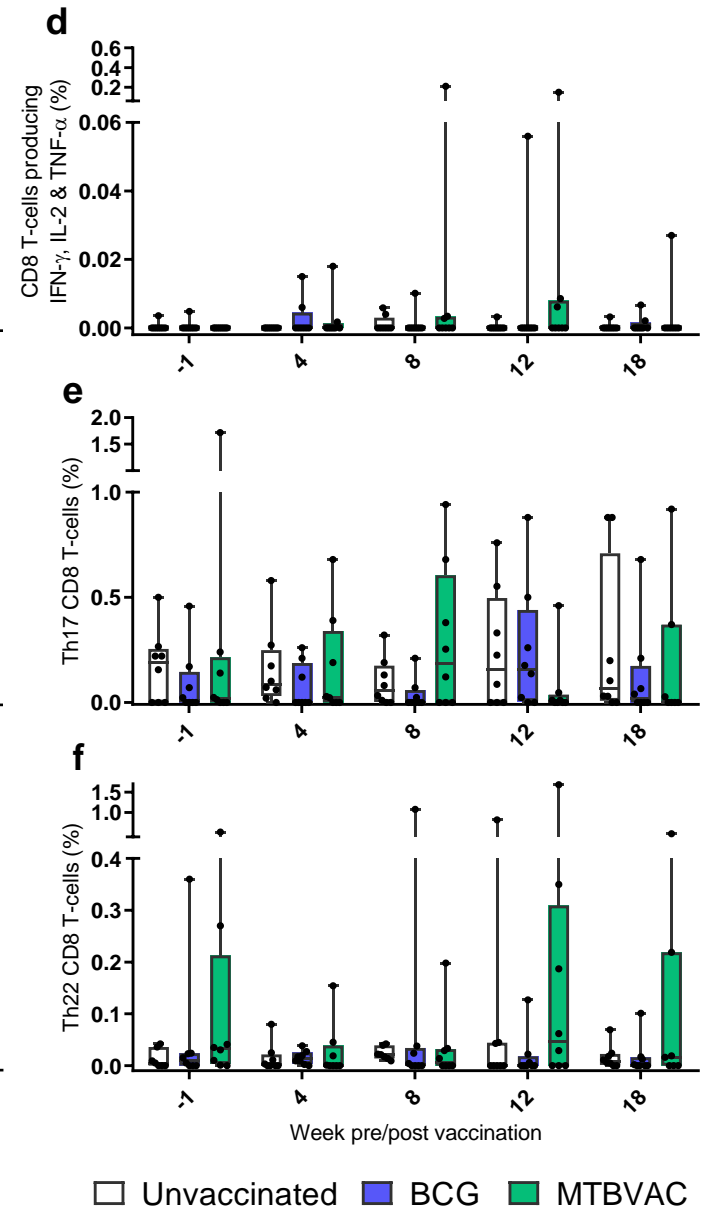 d
CD8 T-cells producing
IFN-γ, IL-2 & TNF-α (%)
0.6
0.4
0.2
0.06
0.04
0.02
0.00
-1 4 8 12 18
e
Th17 CD8 T-cells (%)
2.0
1.5
1.0
0.5
0.0
-1 4 8 12 18
f
Th22 CD8 T-cells (%)
1.5
1.0
0.4
0.3
0.2
0.1
0.0
-1 4 8 12 18
Week pre/post vaccination
Unvaccinated BCG MTBVAC